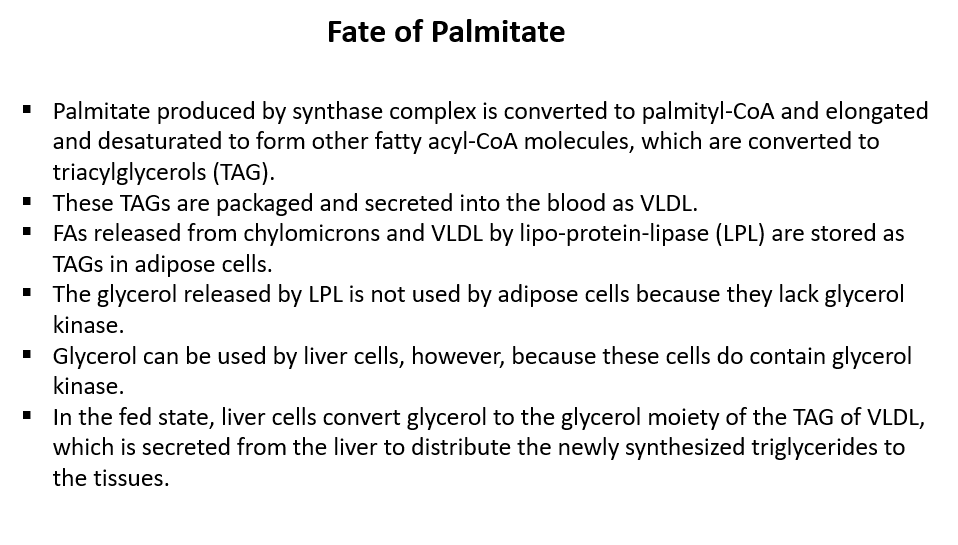 Fate of Palmitate
▪ Palmitate produced by synthase complex is converted to palmityl-CoA and elongated
and desaturated to form other fatty acyl-CoA molecules, which are converted to
triacylglycerols (TAG).
▪ These TAGs are packaged and secreted into the blood as VLDL.
▪ FAs released from chylomicrons and VLDL by lipo-protein-lipase (LPL) are stored as
TAGs in adipose cells.
▪ The glycerol released by LPL is not used by adipose cells because they lack glycerol
kinase.
▪ Glycerol can be used by liver cells, however, because these cells do contain glycerol
kinase.
▪ In the fed state, liver cells convert glycerol to the glycerol moiety of the TAG of VLDL,
which is secreted from the liver to distribute the newly synthesized triglycerides to
the tissues.